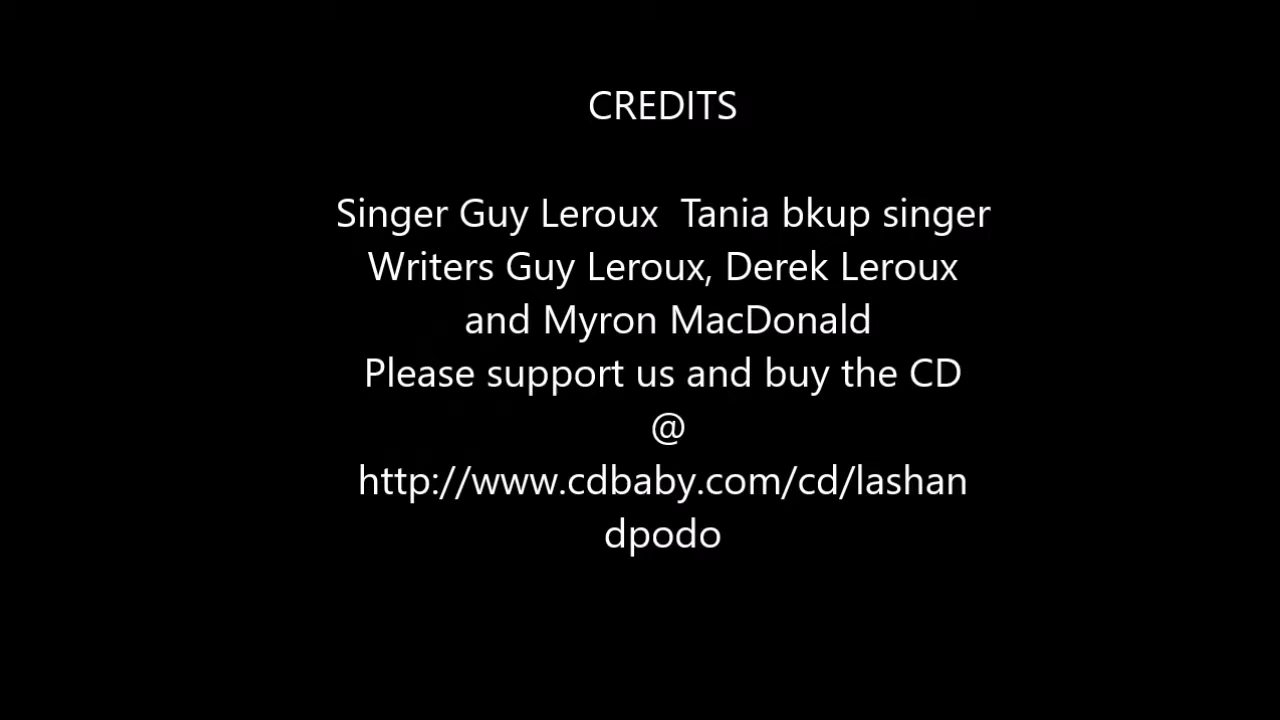 CREDITS
Singer Guy Leroux  Tania bkup singer
Writers Guy Leroux, Derek Leroux
and Myron MacDonald
Please support us and buy the CD
@
http://www.cdbaby.com/cd/lashan
dpodo